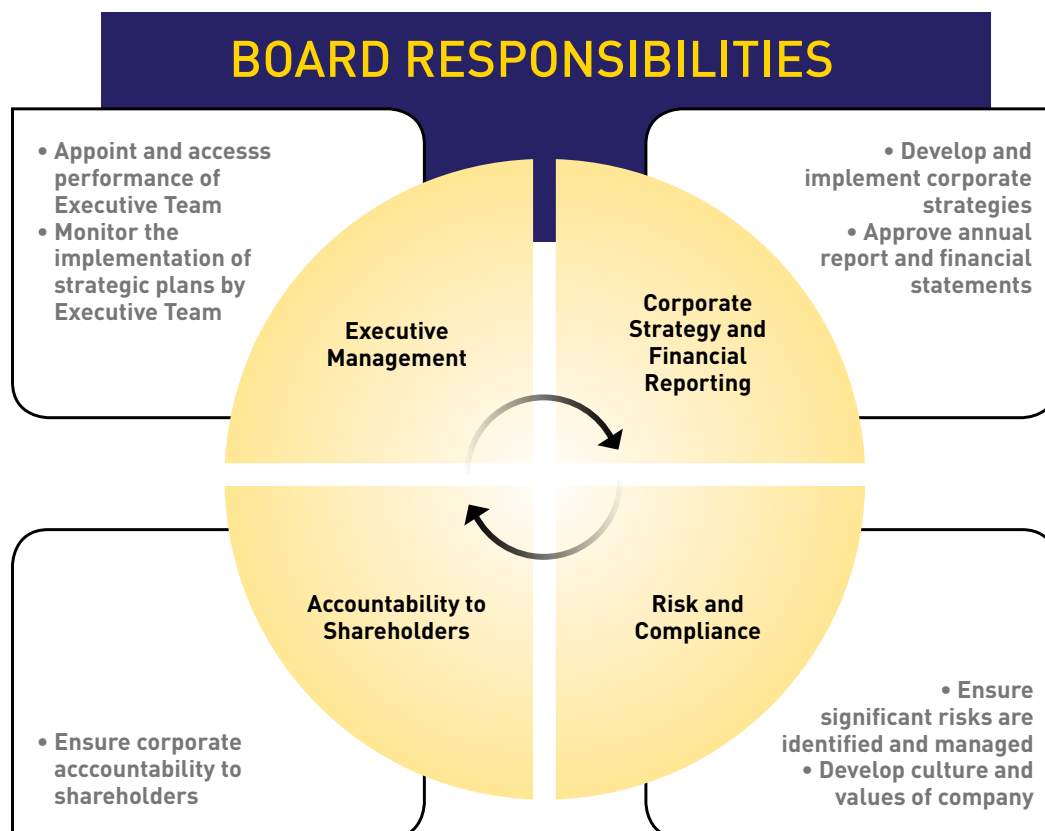 BOARD RESPONSIBILITIES
• Appoint and accesss
performance of
Executive Team
• Monitor the
implementation of
strategic plans by
Executive Team
• Develop and
implement corporate
strategies
• Approve annual
report and financial
statements
Executive
Management
Corporate
Strategy and
Financial
Reporting
Accountability to
Shareholders
Risk and
Compliance
• Ensure corporate
acccountability to
shareholders
• Ensure
significant risks are
identified and managed
• Develop culture and
values of company